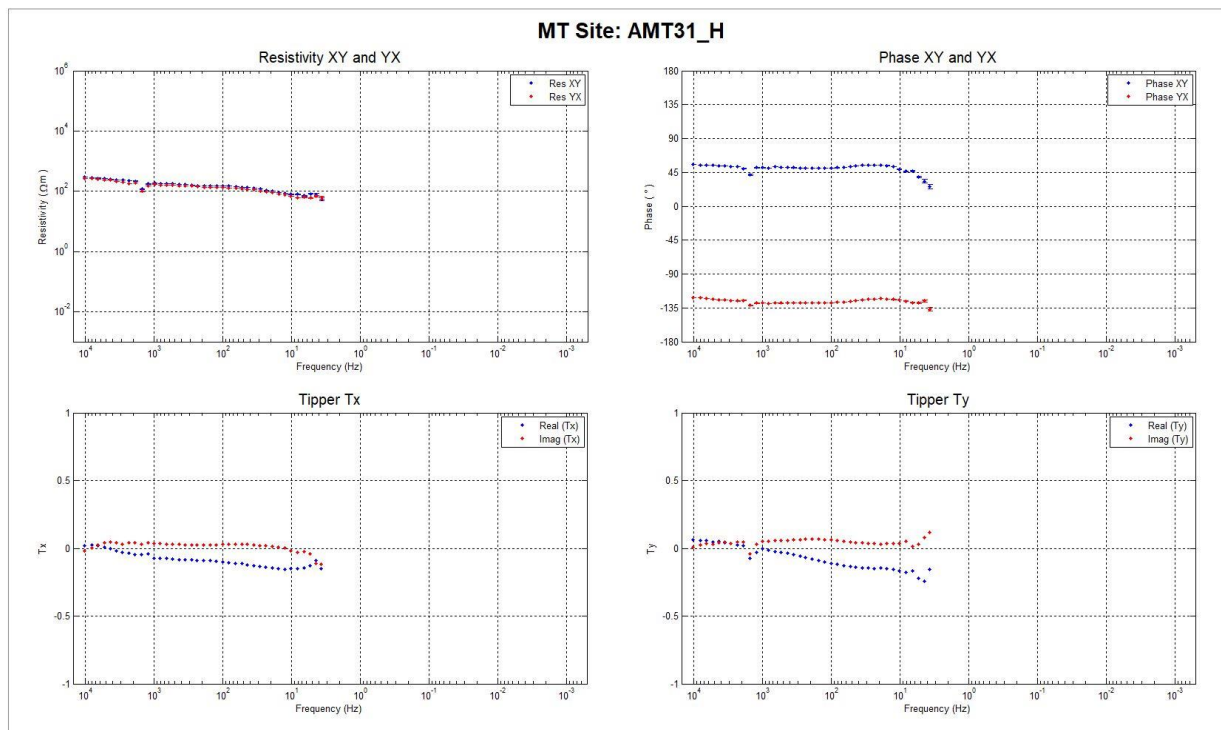 MT Site: AMT31_H
Resistivity XY and YX
Res XY
Res YX
10^6
10^4
10^2
10^0
10^-2
Resistivity (Ωm)
10^4 10^3 10^2 10^1 10^0 10^-1 10^-2 10^-3
Frequency (Hz)
Phase XY and YX
Phase XY
Phase YX
180
135
90
45
0
-45
-90
-135
-180
Phase (°)
10^4 10^3 10^2 10^1 10^0 10^-1 10^-2 10^-3
Frequency (Hz)
Tipper Tx
Real (Tx)
Imag (Tx)
1
0.5
0
-0.5
-1
Tx
10^4 10^3 10^2 10^1 10^0 10^-1 10^-2 10^-3
Frequency (Hz)
Tipper Ty
Real (Ty)
Imag (Ty)
1
0.5
0
-0.5
-1
Ty
10^4 10^3 10^2 10^1 10^0 10^-1 10^-2 10^-3
Frequency (Hz)